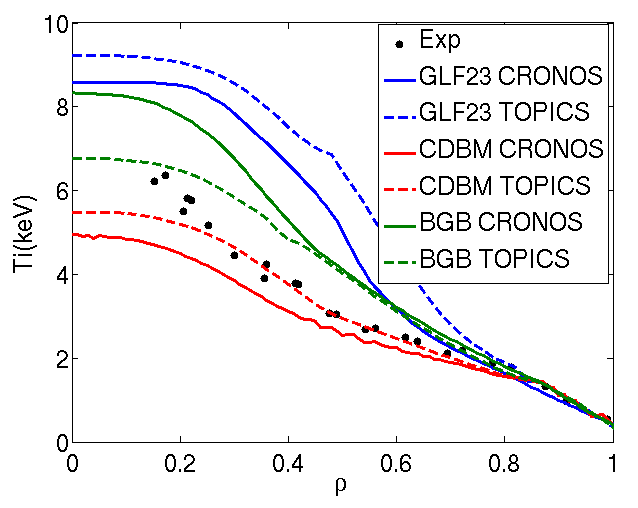 10
8
6
4
2
0
Ti(keV)
Exp
GLF23 CRONOS
GLF23 TOPICS
CDBM CRONOS
CDBM TOPICS
BGB CRONOS
BGB TOPICS
0 0.2 0.4 0.6 0.8 1
ρ